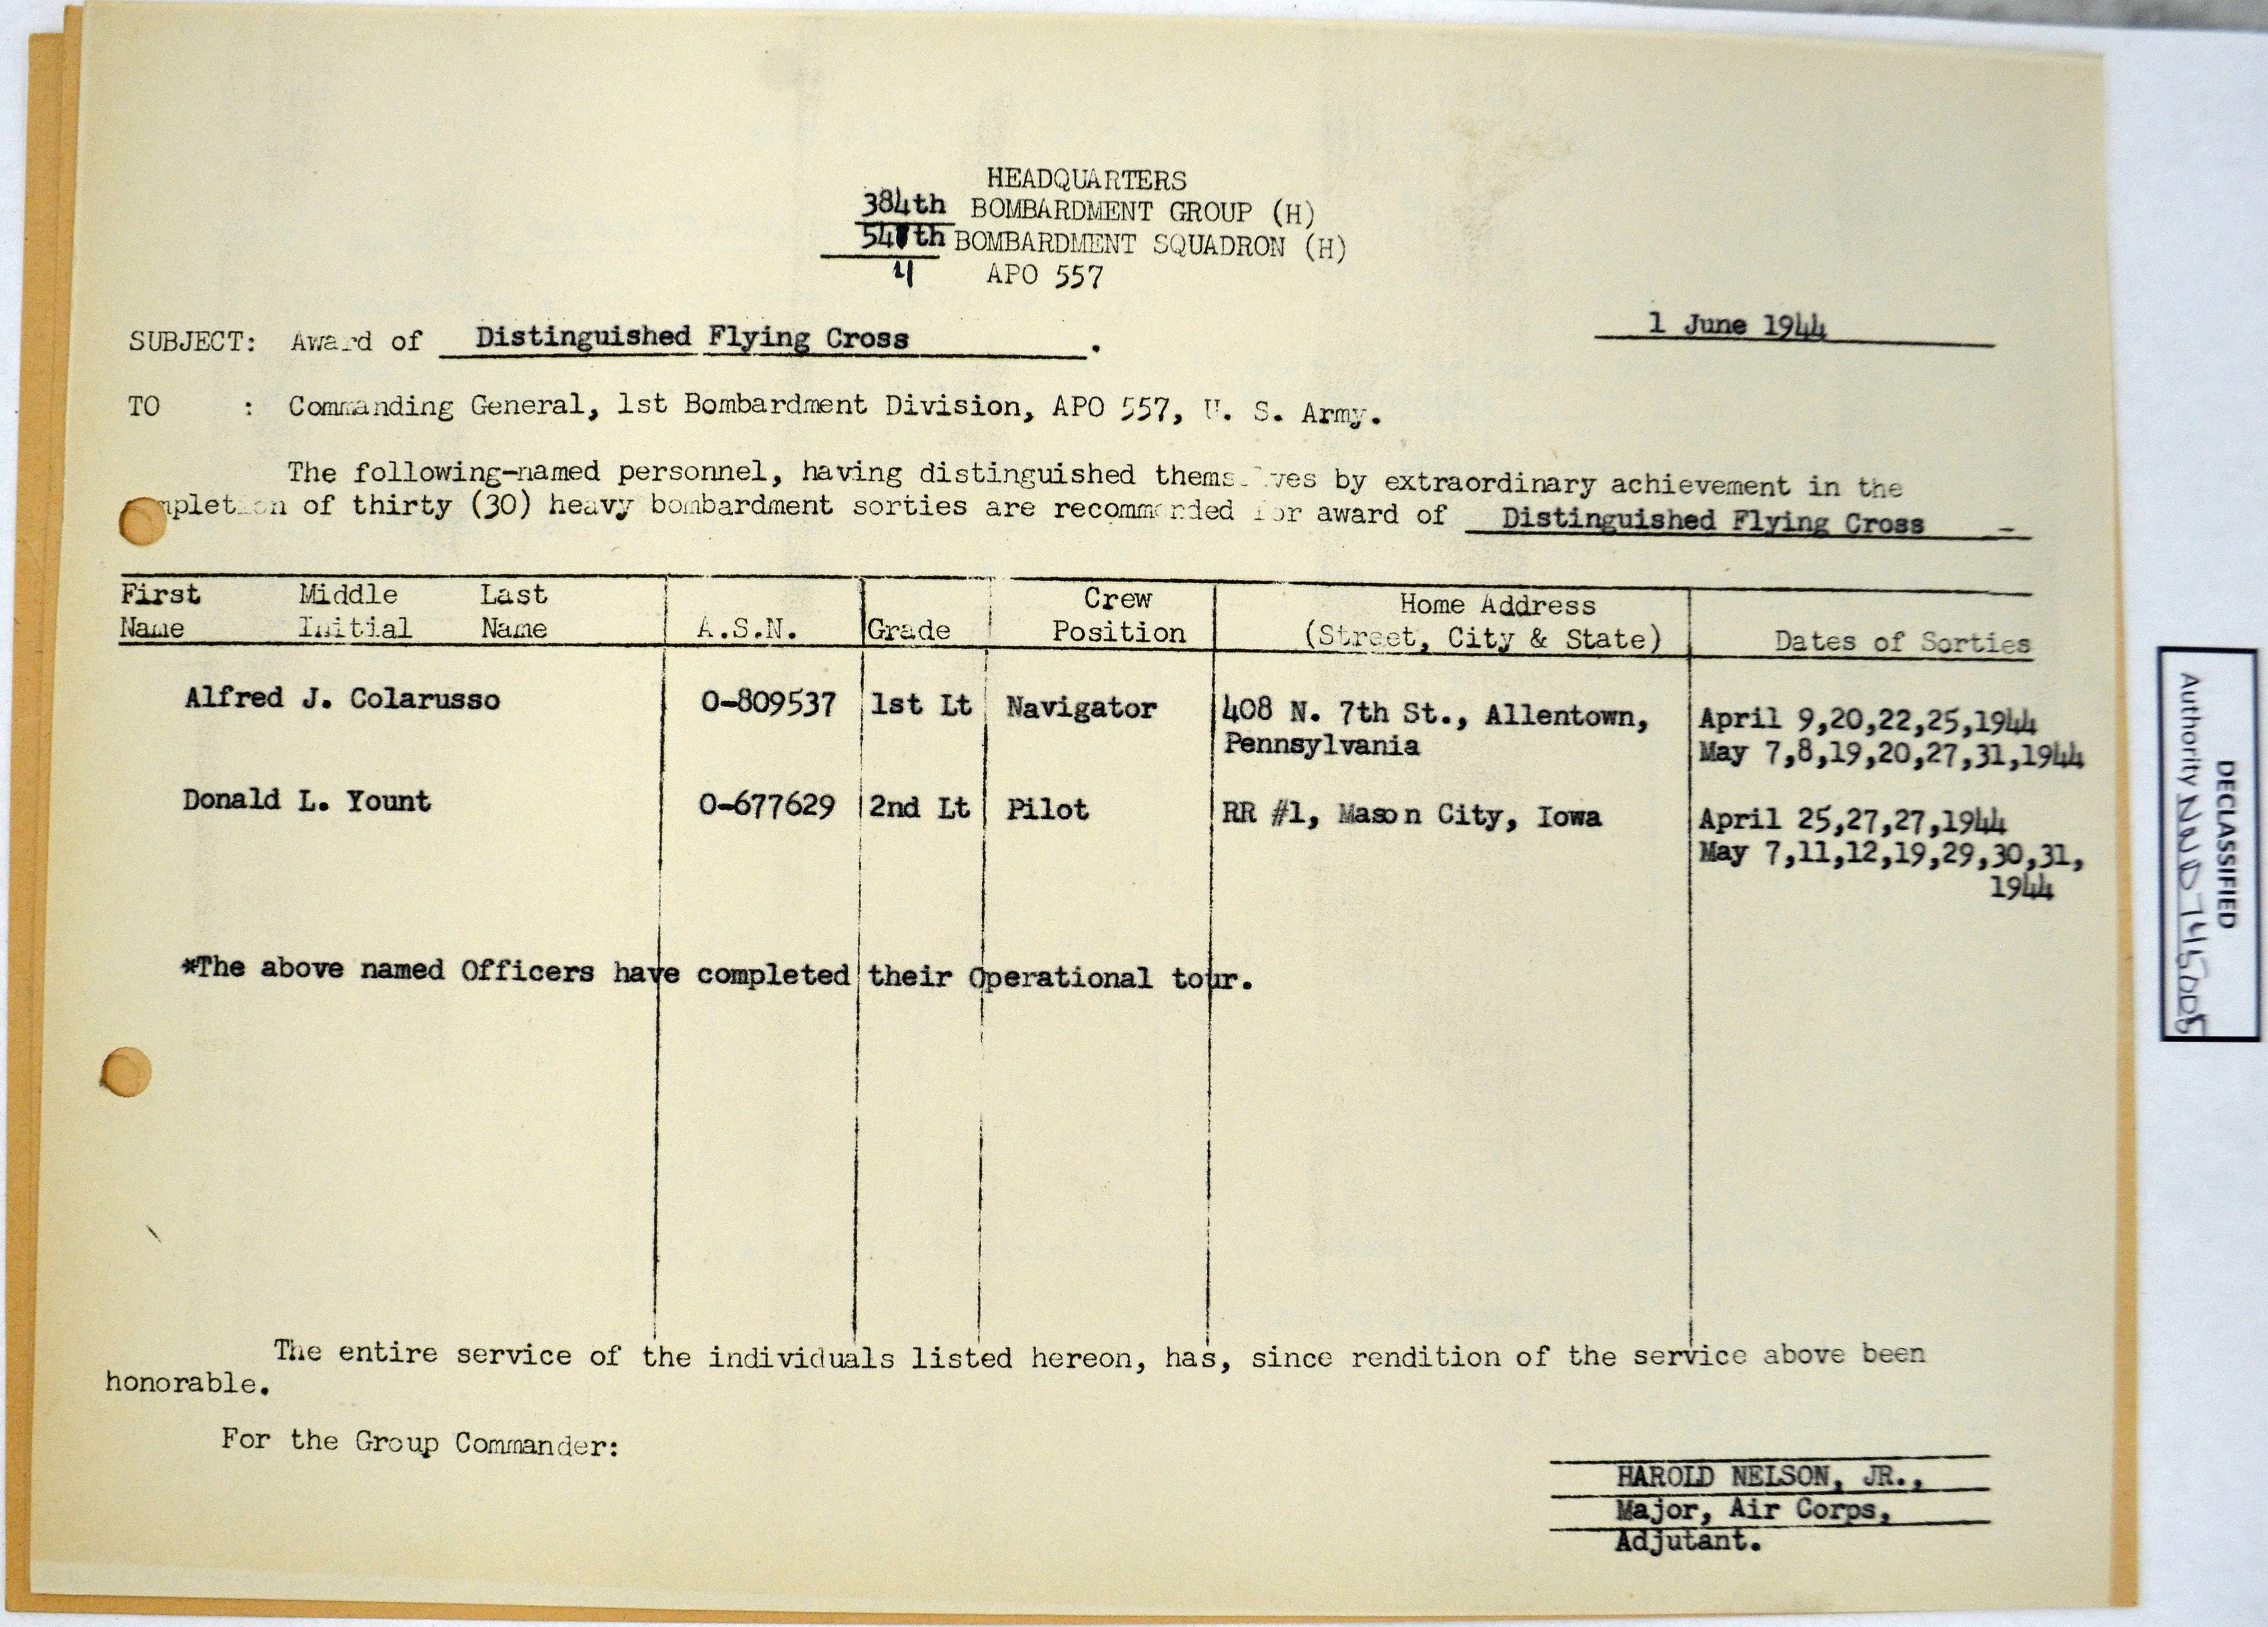 HEADQUARTERS
384th BOMBARDMENT GROUP (H)
BOMBARDMENT SQUADRON (H)
APO 557
1 June 1944
SUBJECT: Award of Distinguished Flying Cross .
TO : Commanding General, 1st Bombardment Division, APO 557, U. S. Army.
The following-named personnel, having distinguished themselves by extraordinary achievement in the
completion of thirty (30) heavy bombardment sorties are recommended for award of Distinguished Flying Cross
First Middle Last Crew Home Address
Name Initial Name A.S.N. Grade Position (Street, City & State) Dates of Sorties
Alfred J. Colarusso O-809537 1st Lt Navigator 408 N. 7th St., Allentown, April 9,20,22,25,1944
Pennsylvania May 7,8,19,20,27,31,1944
Donald L. Yount O-677629 2nd Lt Pilot RR #1, Mason City, Iowa April 25,27,27,1944
May 7,11,12,19,29,30,31,
1944
*The above named Officers have completed their Operational tour.
The entire service of the individuals listed hereon, has, since rendition of the service above been
honorable.
For the Group Commander:
HAROLD NELSON, JR.,
Major, Air Corps,
Adjutant.
DECLASSIFIED
Authority NND 745005